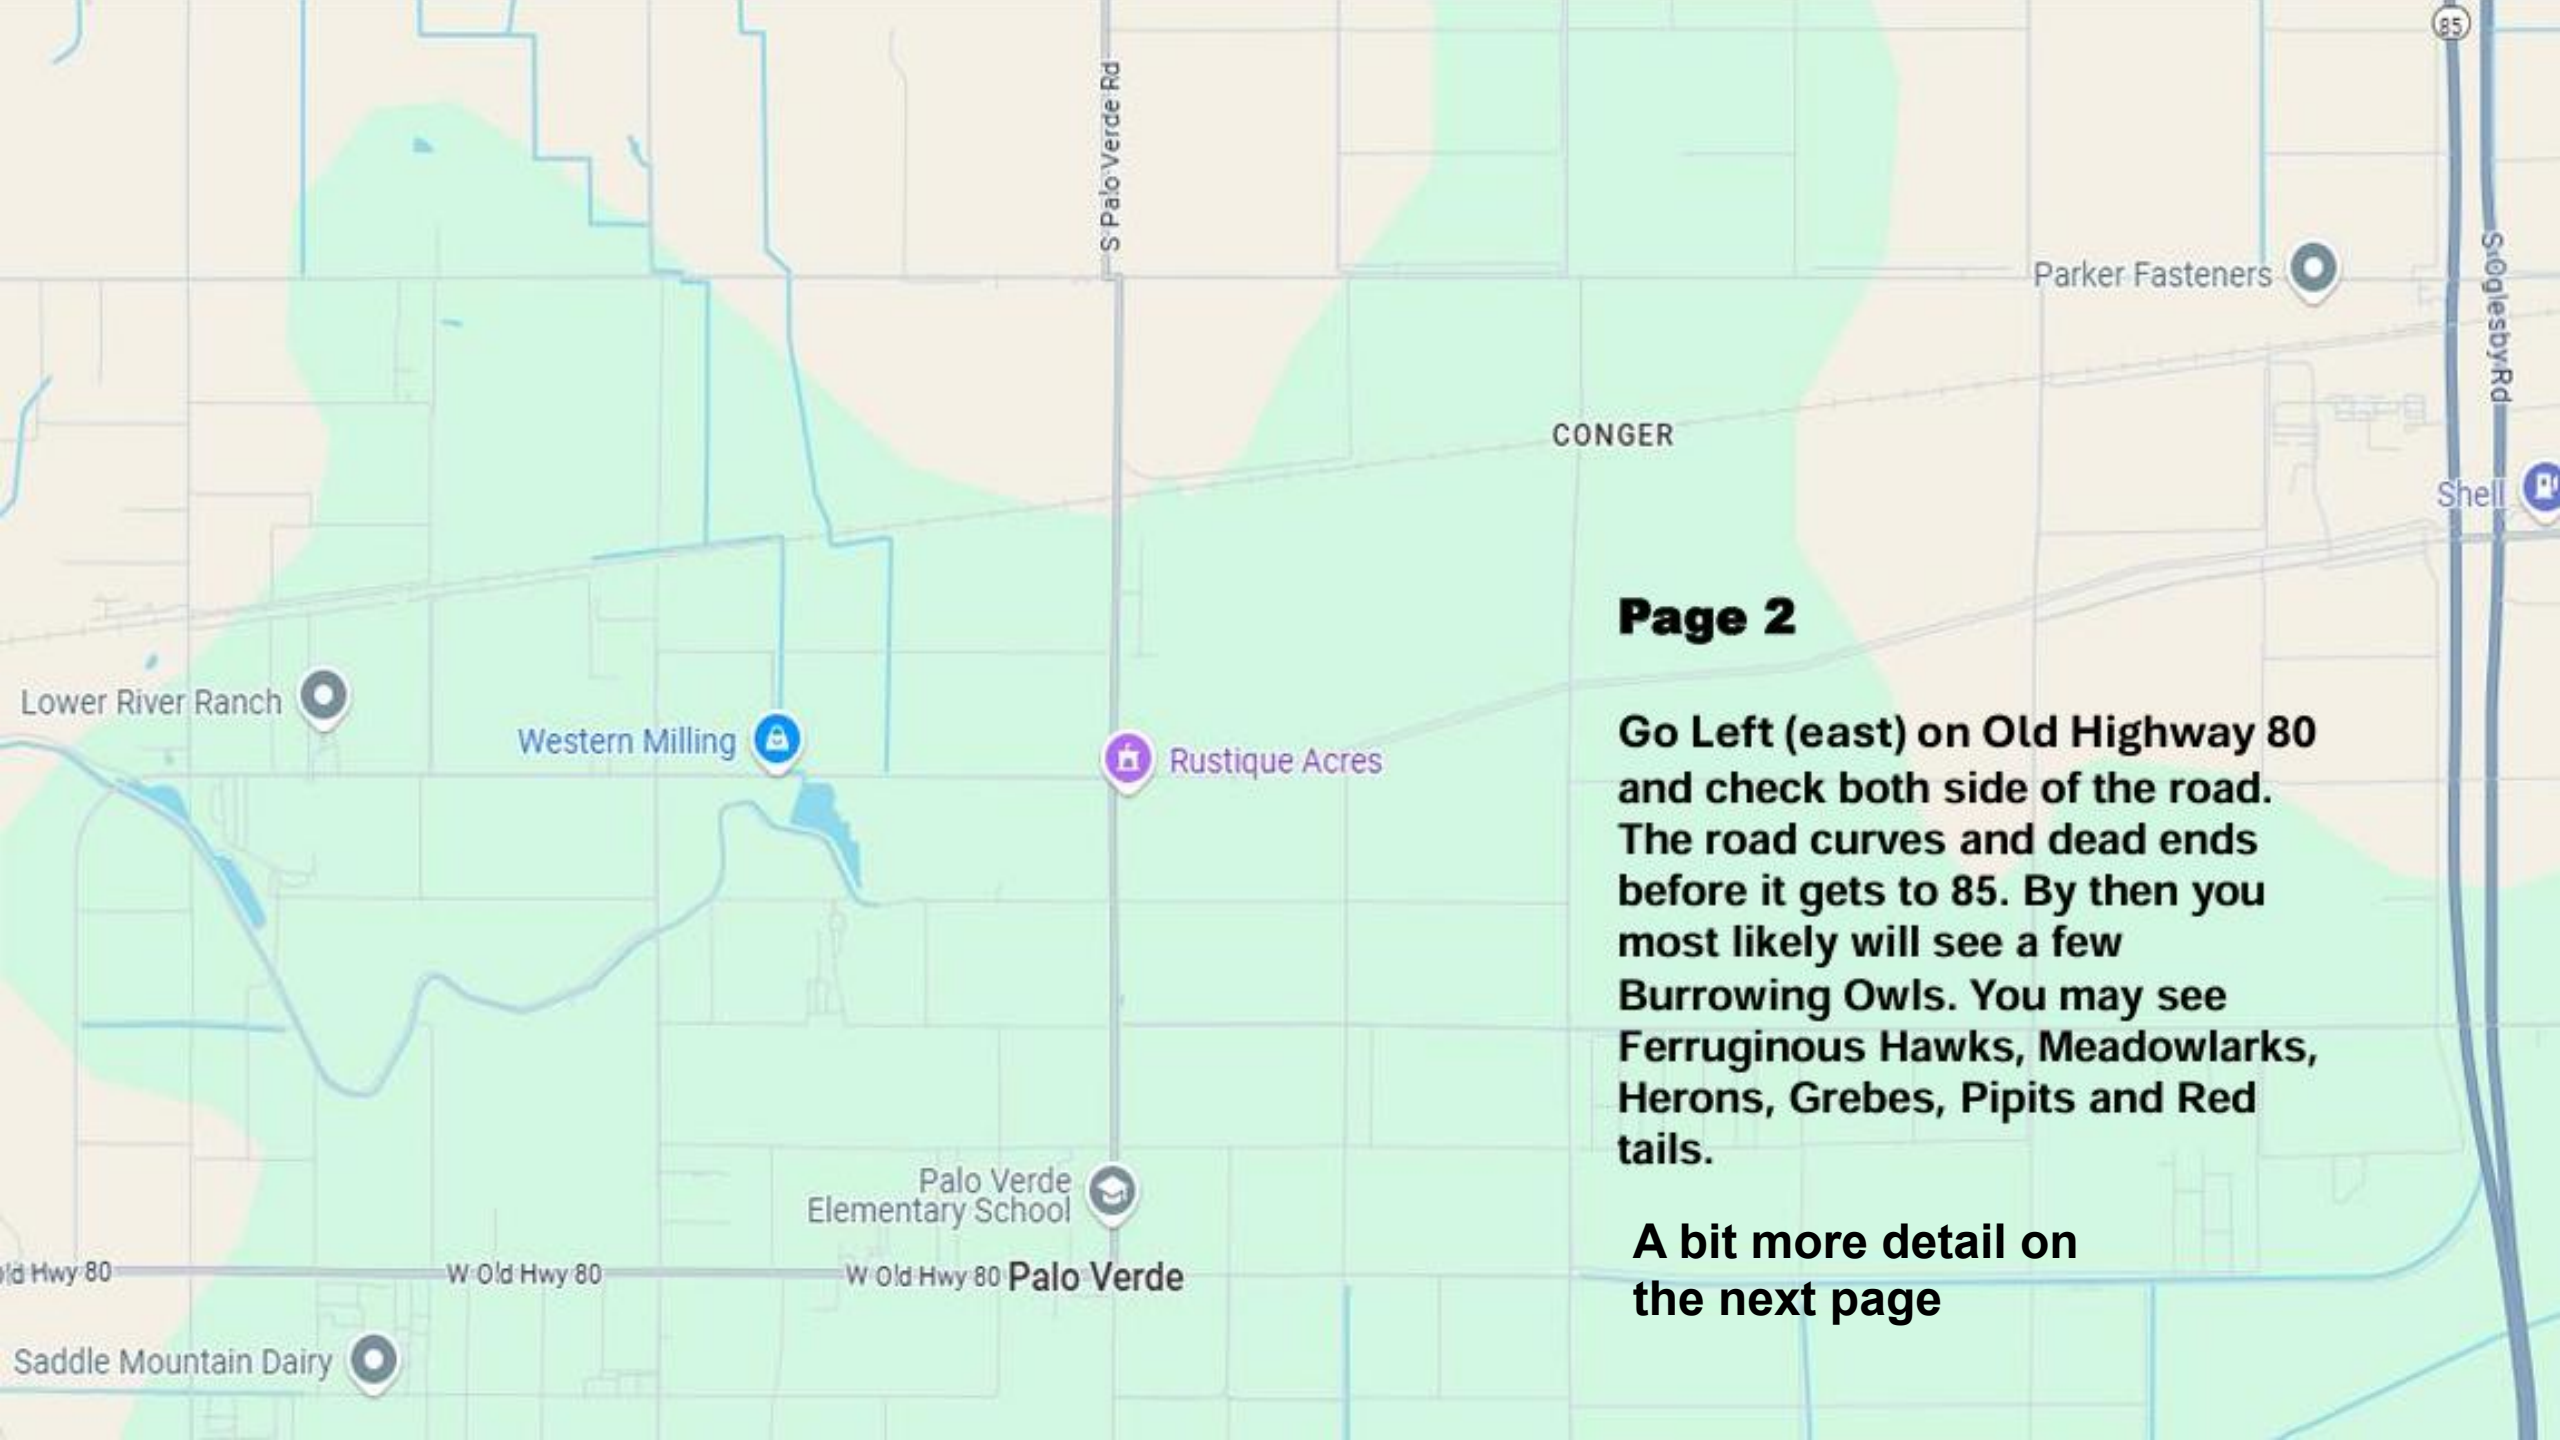 85
S Palo Verde Rd
S Oglesby Rd
Parker Fasteners
CONGER
Shell
Page 2
Lower River Ranch
Western Milling
Rustique Acres
Go Left (east) on Old Highway 80
and check both side of the road.
The road curves and dead ends
before it gets to 85. By then you
most likely will see a few
Burrowing Owls. You may see
Ferruginous Hawks, Meadowlarks,
Herons, Grebes, Pipits and Red
tails.
Palo Verde
Elementary School
A bit more detail on
the next page
ld Hwy 80
W Old Hwy 80
W Old Hwy 80
Palo Verde
Saddle Mountain Dairy